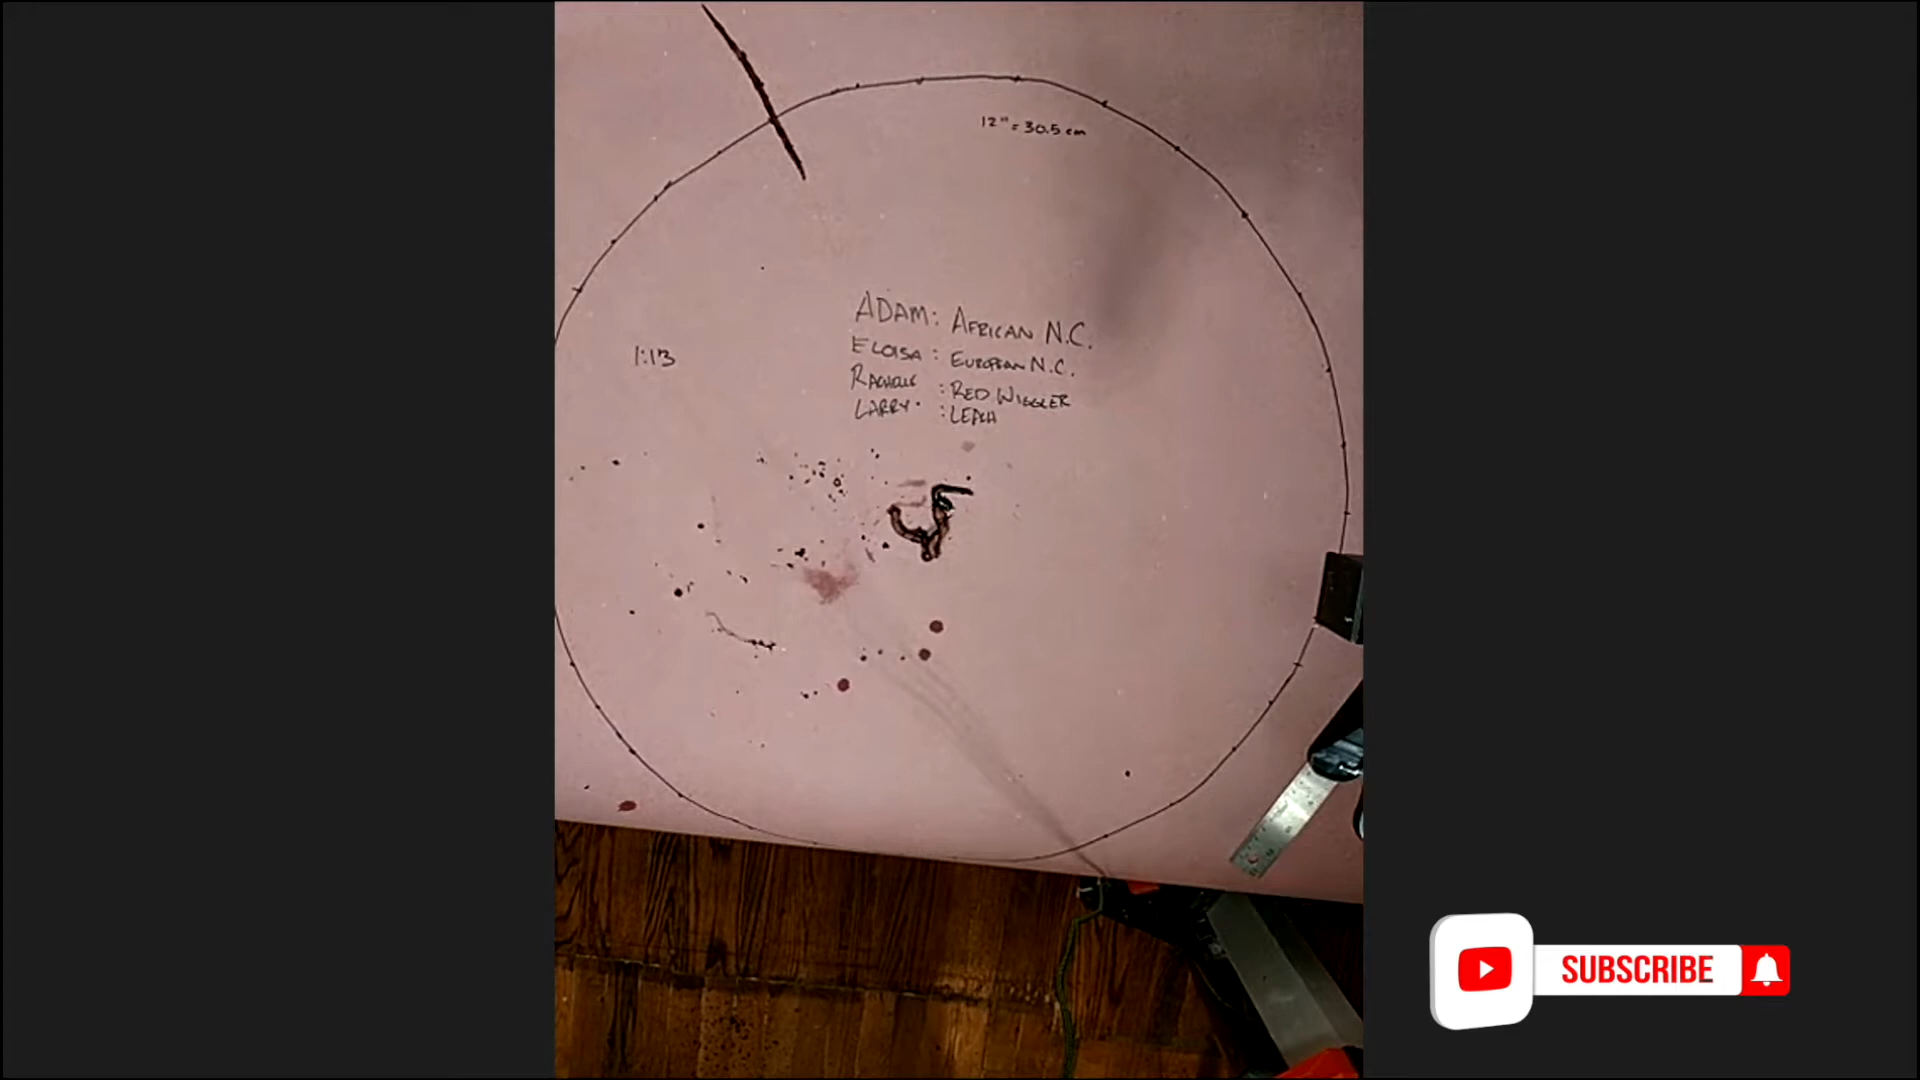 12" = 30.5 cm
ADAM: AFRICAN N.C.
ELOISA: EUROPEAN N.C.
1:13
: RED WIGGLER
LARRY: LEECH
SUBSCRIBE